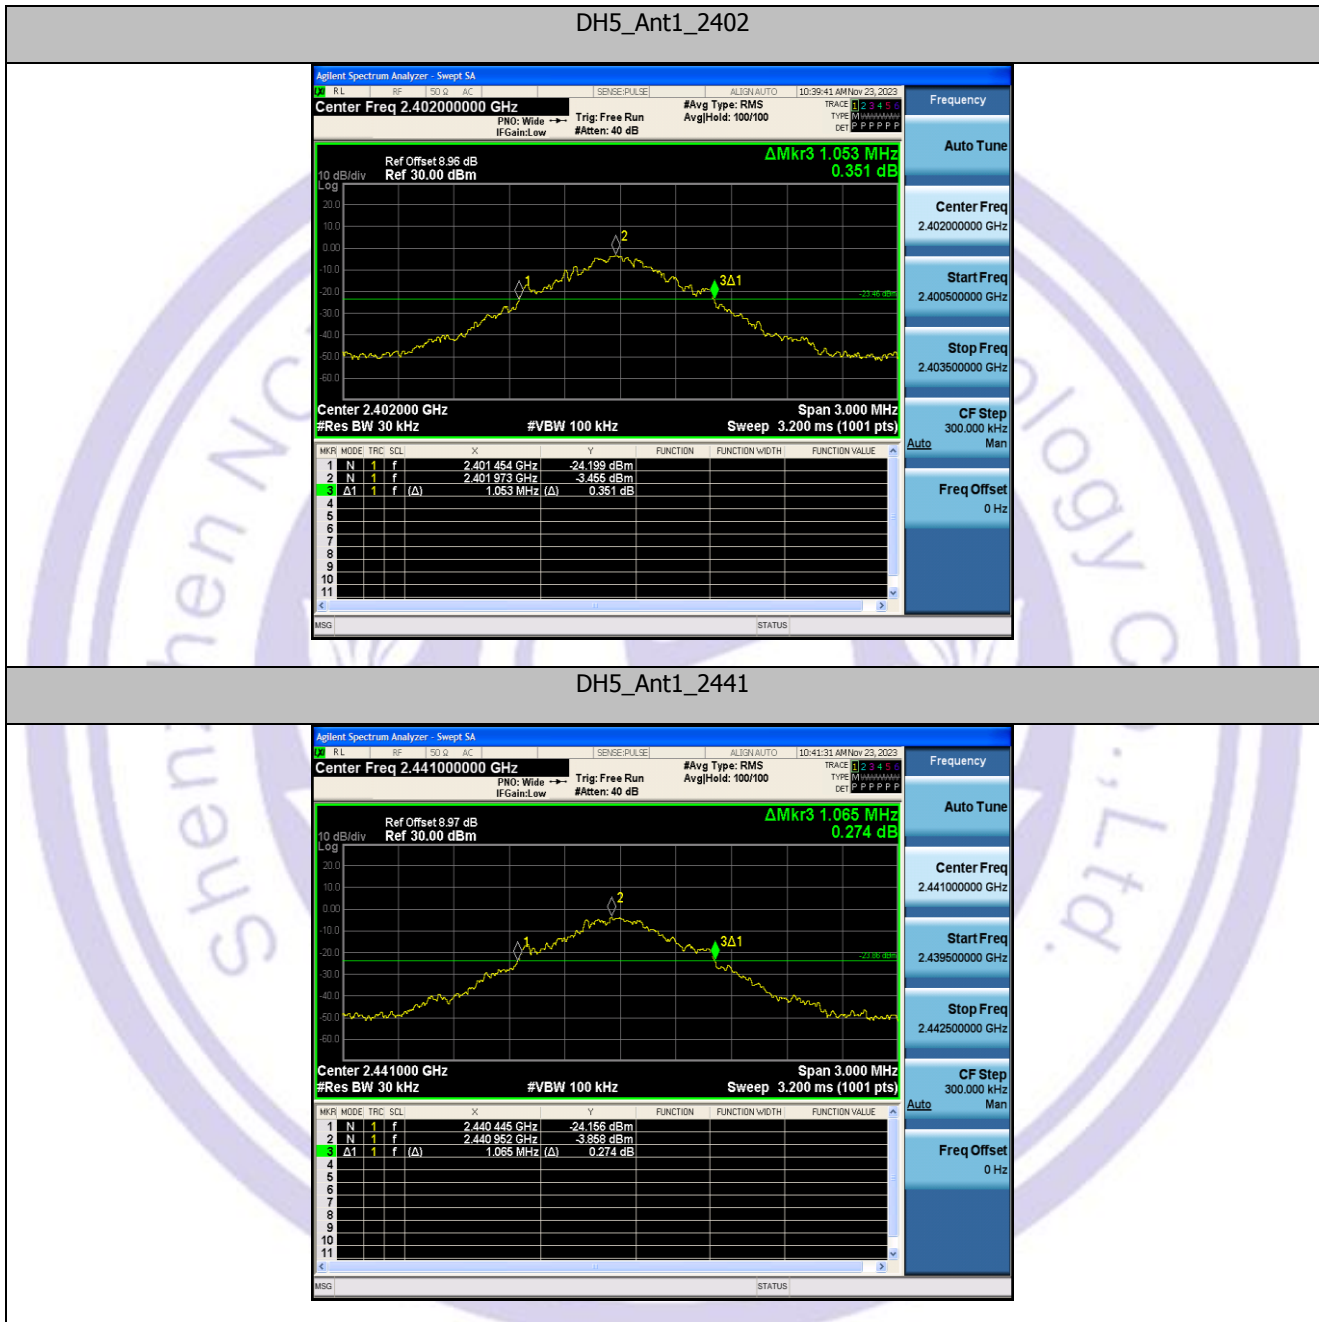 DH5_Ant1_2402
Agilent Spectrum Analyzer - Swept SA
RL RF 50 Ω AC SENSE:PULSE ALIGN AUTO 10:39:41 AM Nov 23, 2023
Center Freq 2.402000000 GHz
PNO: Wide
IFGain:Low
Trig: Free Run
#Atten: 40 dB
#Avg Type: RMS
Avg|Hold: 100/100
TRACE 1 2 3 4 5 6
TYPE M
DET P P P P P P
Frequency
Auto Tune
Center Freq
2.402000000 GHz
Start Freq
2.400500000 GHz
Stop Freq
2.403500000 GHz
CF Step
300.000 kHz
Auto Man
Freq Offset
0 Hz
ΔMkr3 1.053 MHz
0.351 dB
Ref Offset 8.96 dB
10 dB/div Ref 30.00 dBm
Log
20.0
10.0
0.00
-10.0
-20.0
-30.0
-40.0
-50.0
-60.0
1
2
3Δ1
-23.46 dBm
Center 2.402000 GHz Span 3.000 MHz
#Res BW 30 kHz #VBW 100 kHz Sweep 3.200 ms (1001 pts)
MKR MODE TRC SCL X Y FUNCTION FUNCTION WIDTH FUNCTION VALUE
1 N 1 f 2.401 454 GHz -24.199 dBm
2 N 1 f 2.401 973 GHz -3.455 dBm
3 Δ1 1 f (Δ) 1.053 MHz (Δ) 0.351 dB
4
5
6
7
8
9
10
11
MSG STATUS
DH5_Ant1_2441
Agilent Spectrum Analyzer - Swept SA
RL RF 50 Ω AC SENSE:PULSE ALIGN AUTO 10:41:31 AM Nov 23, 2023
Center Freq 2.441000000 GHz
PNO: Wide
IFGain:Low
Trig: Free Run
#Atten: 40 dB
#Avg Type: RMS
Avg|Hold: 100/100
TRACE 1 2 3 4 5 6
TYPE M
DET P P P P P P
Frequency
Auto Tune
Center Freq
2.441000000 GHz
Start Freq
2.439500000 GHz
Stop Freq
2.442500000 GHz
CF Step
300.000 kHz
Auto Man
Freq Offset
0 Hz
ΔMkr3 1.065 MHz
0.274 dB
Ref Offset 8.97 dB
10 dB/div Ref 30.00 dBm
Log
20.0
10.0
0.00
-10.0
-20.0
-30.0
-40.0
-50.0
-60.0
1
2
3Δ1
-23.86 dBm
Center 2.441000 GHz Span 3.000 MHz
#Res BW 30 kHz #VBW 100 kHz Sweep 3.200 ms (1001 pts)
MKR MODE TRC SCL X Y FUNCTION FUNCTION WIDTH FUNCTION VALUE
1 N 1 f 2.440 445 GHz -24.156 dBm
2 N 1 f 2.440 952 GHz -3.858 dBm
3 Δ1 1 f (Δ) 1.065 MHz (Δ) 0.274 dB
4
5
6
7
8
9
10
11
MSG STATUS